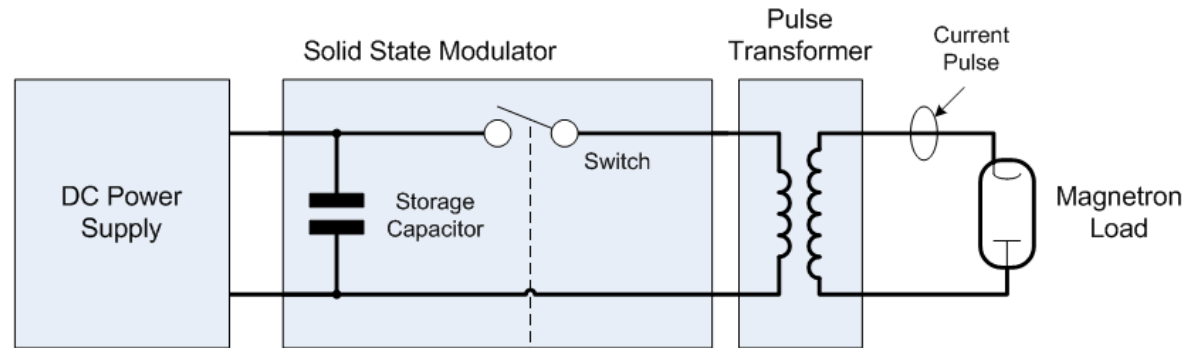 Solid State Modulator
Pulse
Transformer
Current
Pulse
DC Power
Supply
Storage
Capacitor
Switch
Magnetron
Load